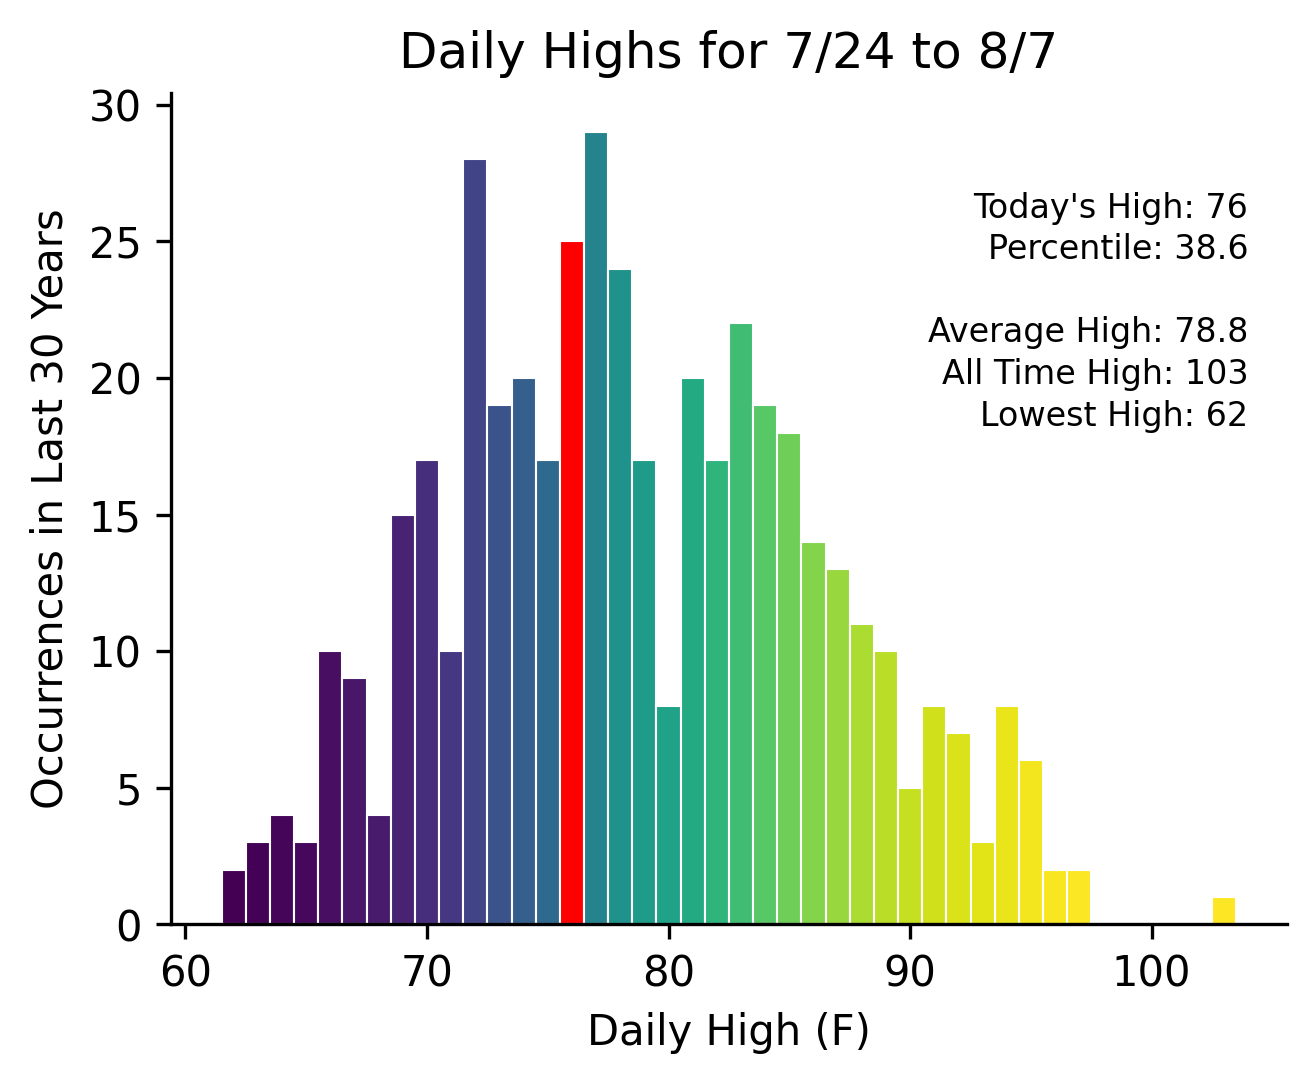 Daily Highs for 7/24 to 8/7
30
25
20
15
10
5
0
Occurrences in Last 30 Years
Today's High: 76
Percentile: 38.6
Average High: 78.8
All Time High: 103
Lowest High: 62
60 70 80 90 100
Daily High (F)